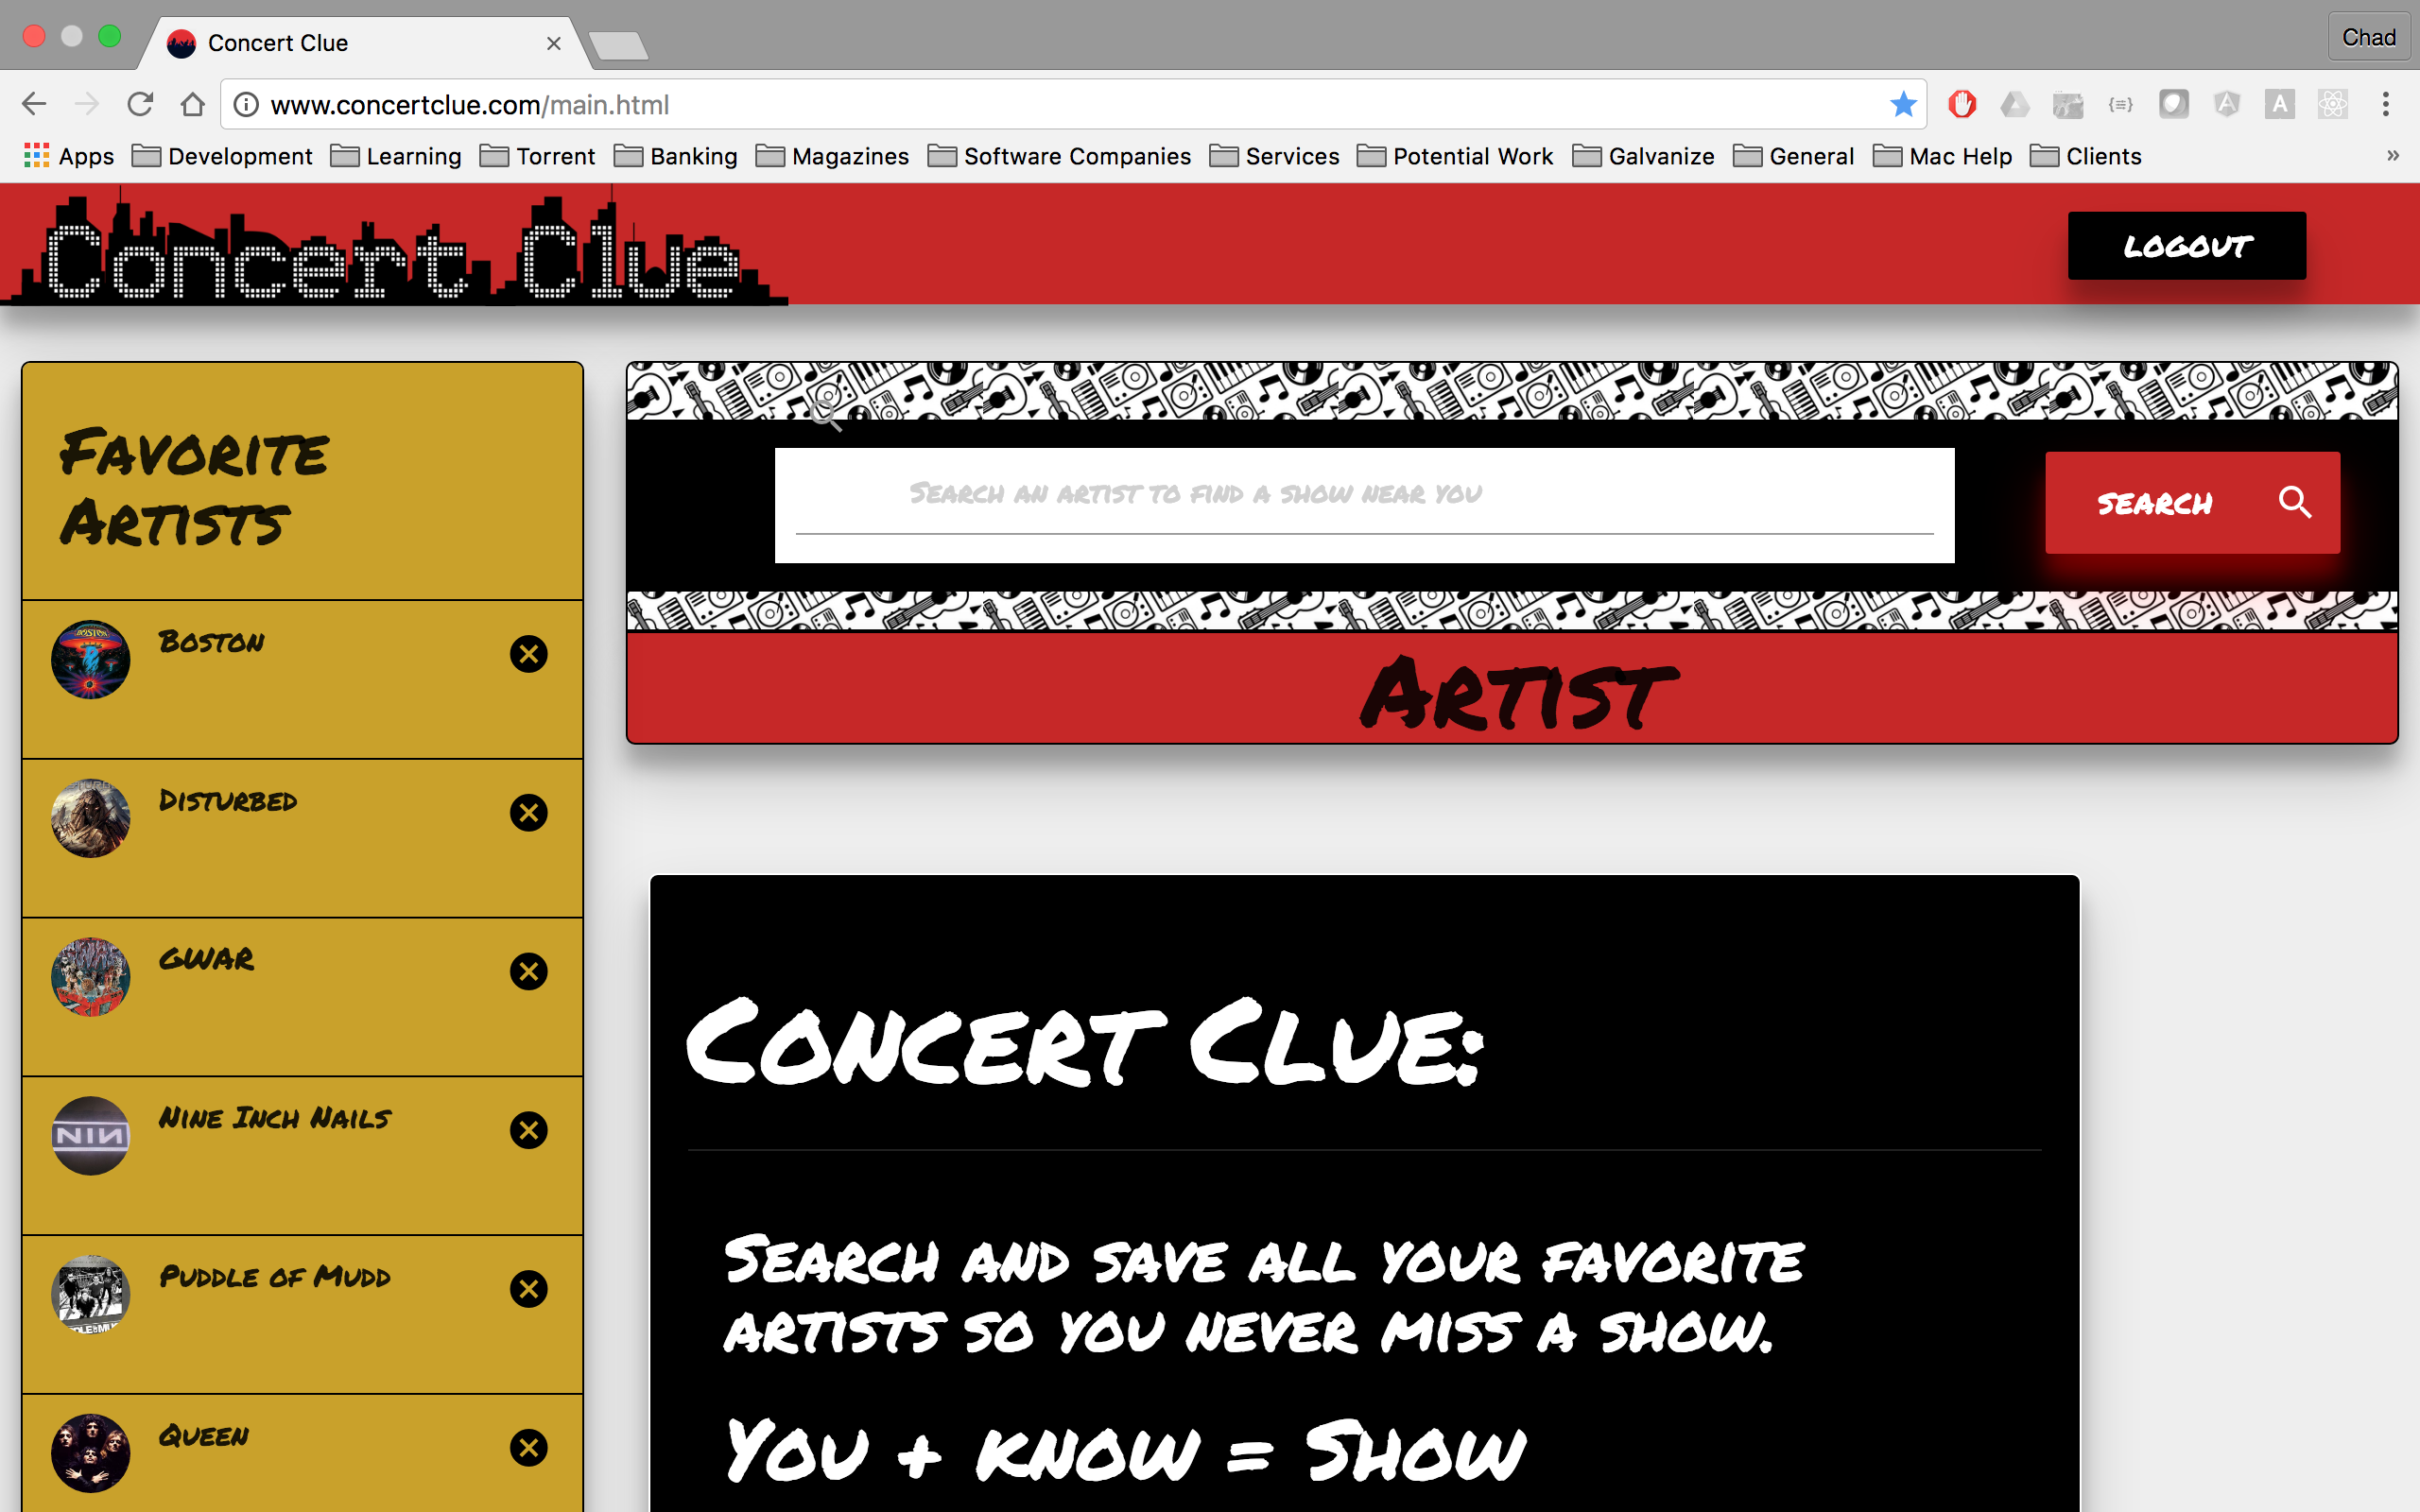 Concert Clue
Chad
www.concertclue.com/main.html
Apps Development Learning Torrent Banking Magazines Software Companies Services Potential Work Galvanize General Mac Help Clients »
Concert Clue
LOGOUT
Favorite
Artists
Boston
Disturbed
GWAR
Nine Inch Nails
NIN
Puddle of Mudd
Queen
Search an artist to find a show near you
SEARCH
Artist
Concert Clue:
Search and save all your favorite
artists so you never miss a show.
You + know = Show